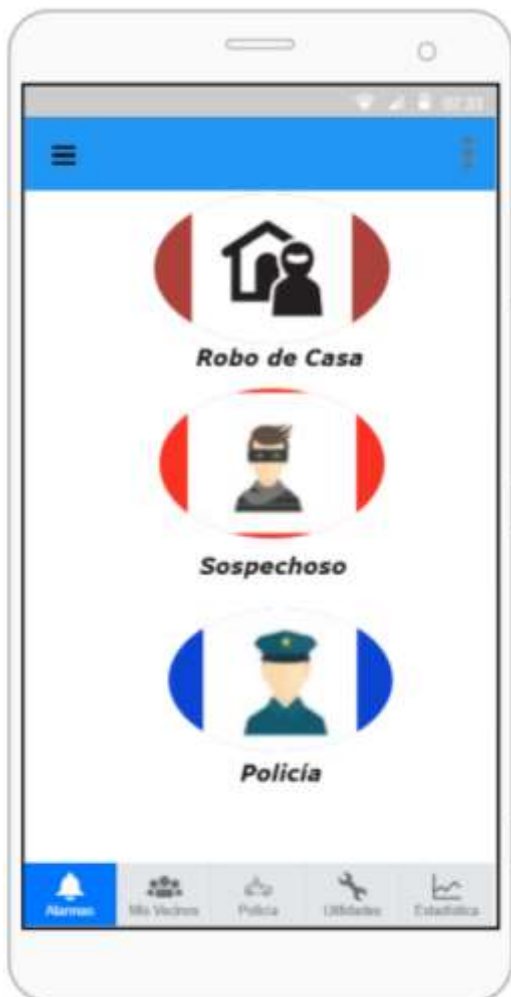 Robo de Casa
Sospechoso
Policía
Alarmas
Mis Vecinos
Policía
Utilidades
Estadística